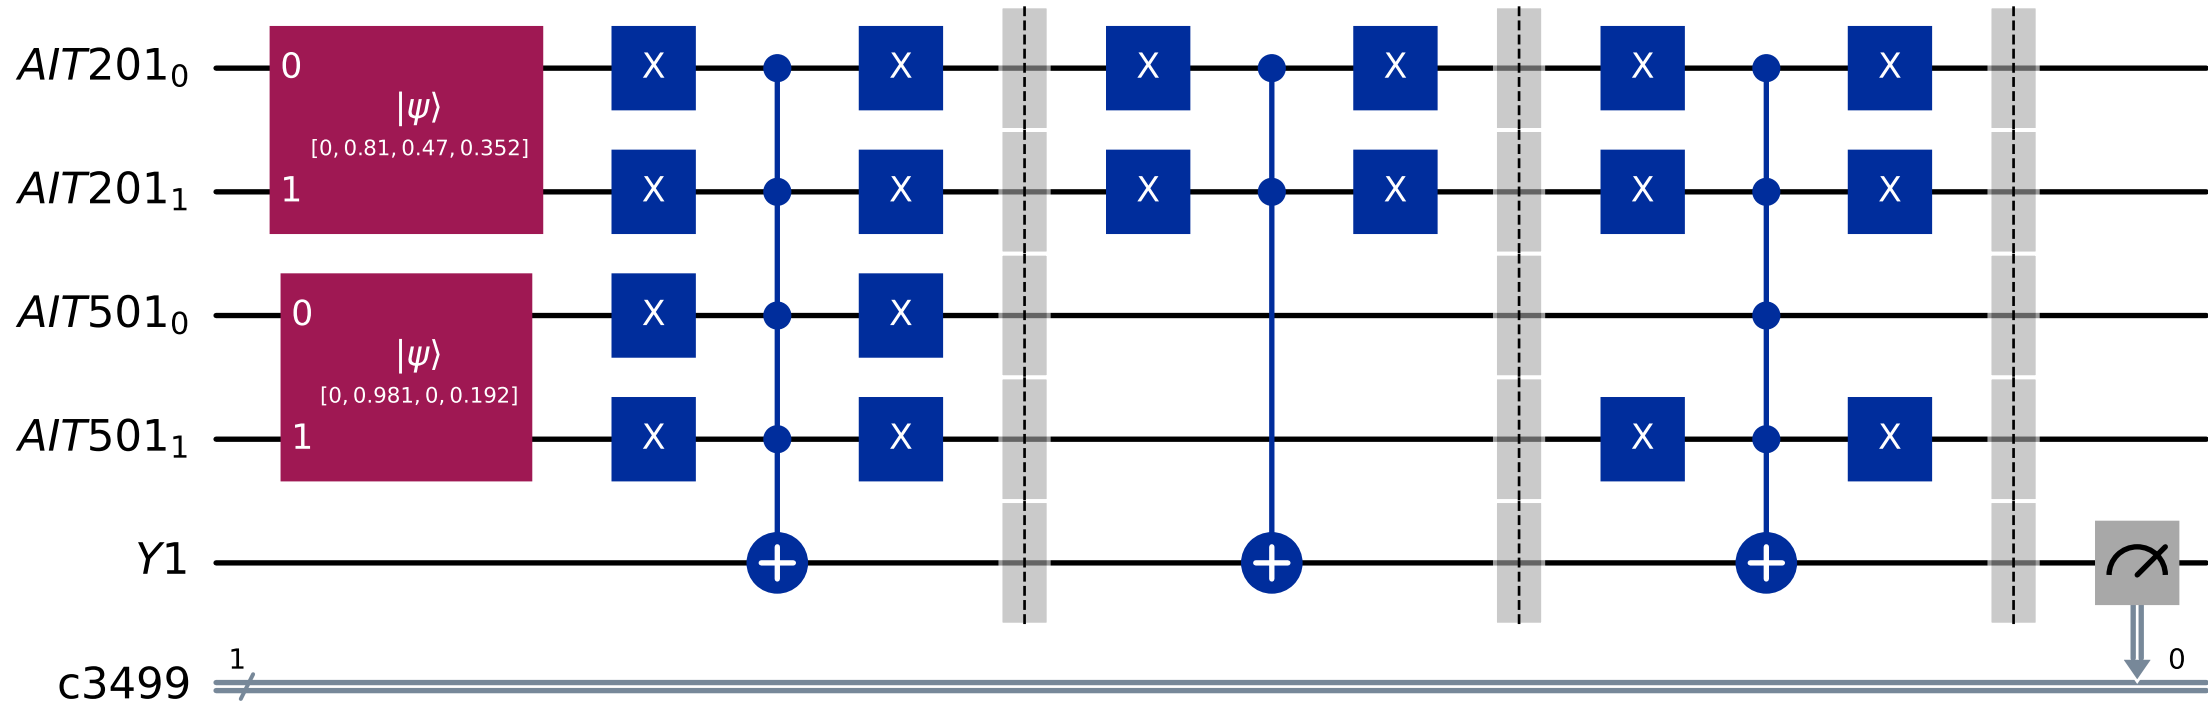 AIT201₀ 0 |ψ⟩ X X X X X X
[0, 0.81, 0.47, 0.352]
AIT201₁ 1 X X X X X X
AIT501₀ 0 |ψ⟩ X X
[0, 0.981, 0, 0.192]
AIT501₁ 1 X X X X
Y1
1 0
c3499